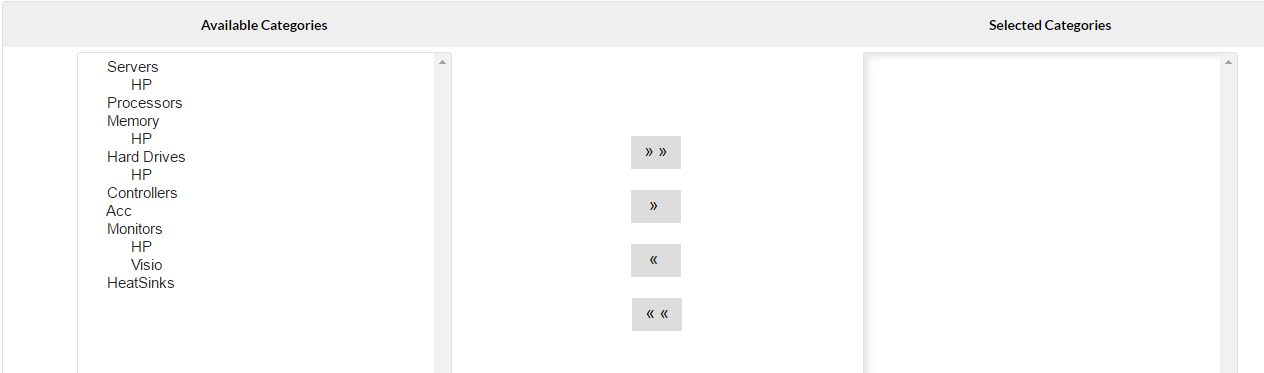 Available Categories
Selected Categories
Servers
HP
Processors
Memory
HP
Hard Drives
HP
Controllers
Acc
Monitors
HP
Visio
HeatSinks
» »
»
«
« «